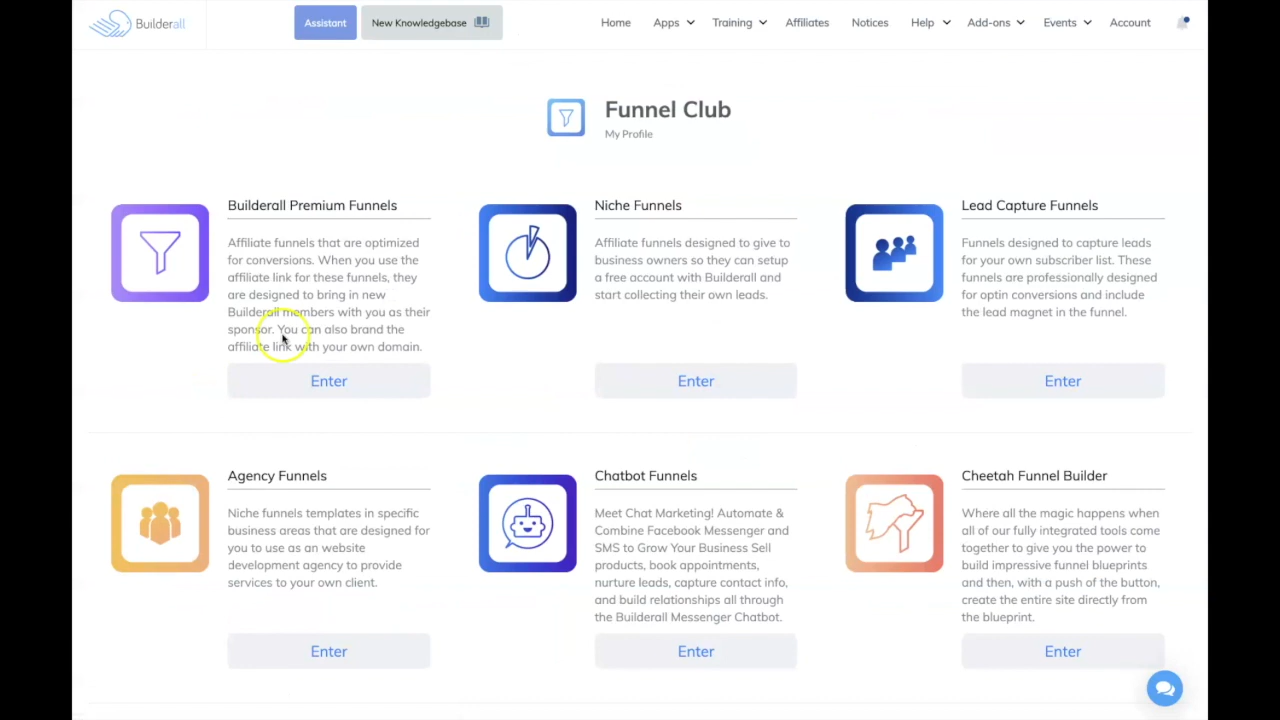 Builderall
Assistant
New Knowledgebase
Home
Apps
Training
Affiliates
Notices
Help
Add-ons
Events
Account
Funnel Club
My Profile
Builderall Premium Funnels
Affiliate funnels that are optimized
for conversions. When you use the
affiliate link for these funnels, they
are designed to bring in new
Builderall members with you as their
sponsor. You can also brand the
affiliate link with your own domain.
Enter
Niche Funnels
Affiliate funnels designed to give to
business owners so they can setup
a free account with Builderall and
start collecting their own leads.
Enter
Lead Capture Funnels
Funnels designed to capture leads
for your own subscriber list. These
funnels are professionally designed
for optin conversions and include
the lead magnet in the funnel.
Enter
Agency Funnels
Niche funnels templates in specific
business areas that are designed for
you to use as an website
development agency to provide
services to your own client.
Enter
Chatbot Funnels
Meet Chat Marketing! Automate &
Combine Facebook Messenger and
SMS to Grow Your Business Sell
products, book appointments,
nurture leads, capture contact info,
and build relationships all through
the Builderall Messenger Chatbot.
Enter
Cheetah Funnel Builder
Where all the magic happens when
all of our fully integrated tools come
together to give you the power to
build impressive funnel blueprints
and then, with a push of the button,
create the entire site directly from
the blueprint.
Enter